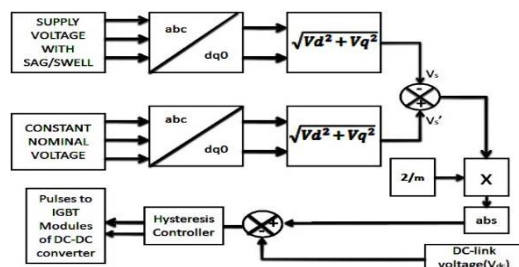 SUPPLY
VOLTAGE
WITH
SAG/SWELL
abc
dq0
√Vd² + Vq²
Vs
-
+
Vs'
CONSTANT
NOMINAL
VOLTAGE
abc
dq0
√Vd² + Vq²
2/m
X
abs
Pulses to
IGBT
Modules
of DC-DC
converter
Hysteresis
Controller
+
-
DC-link
voltage(Vdc)